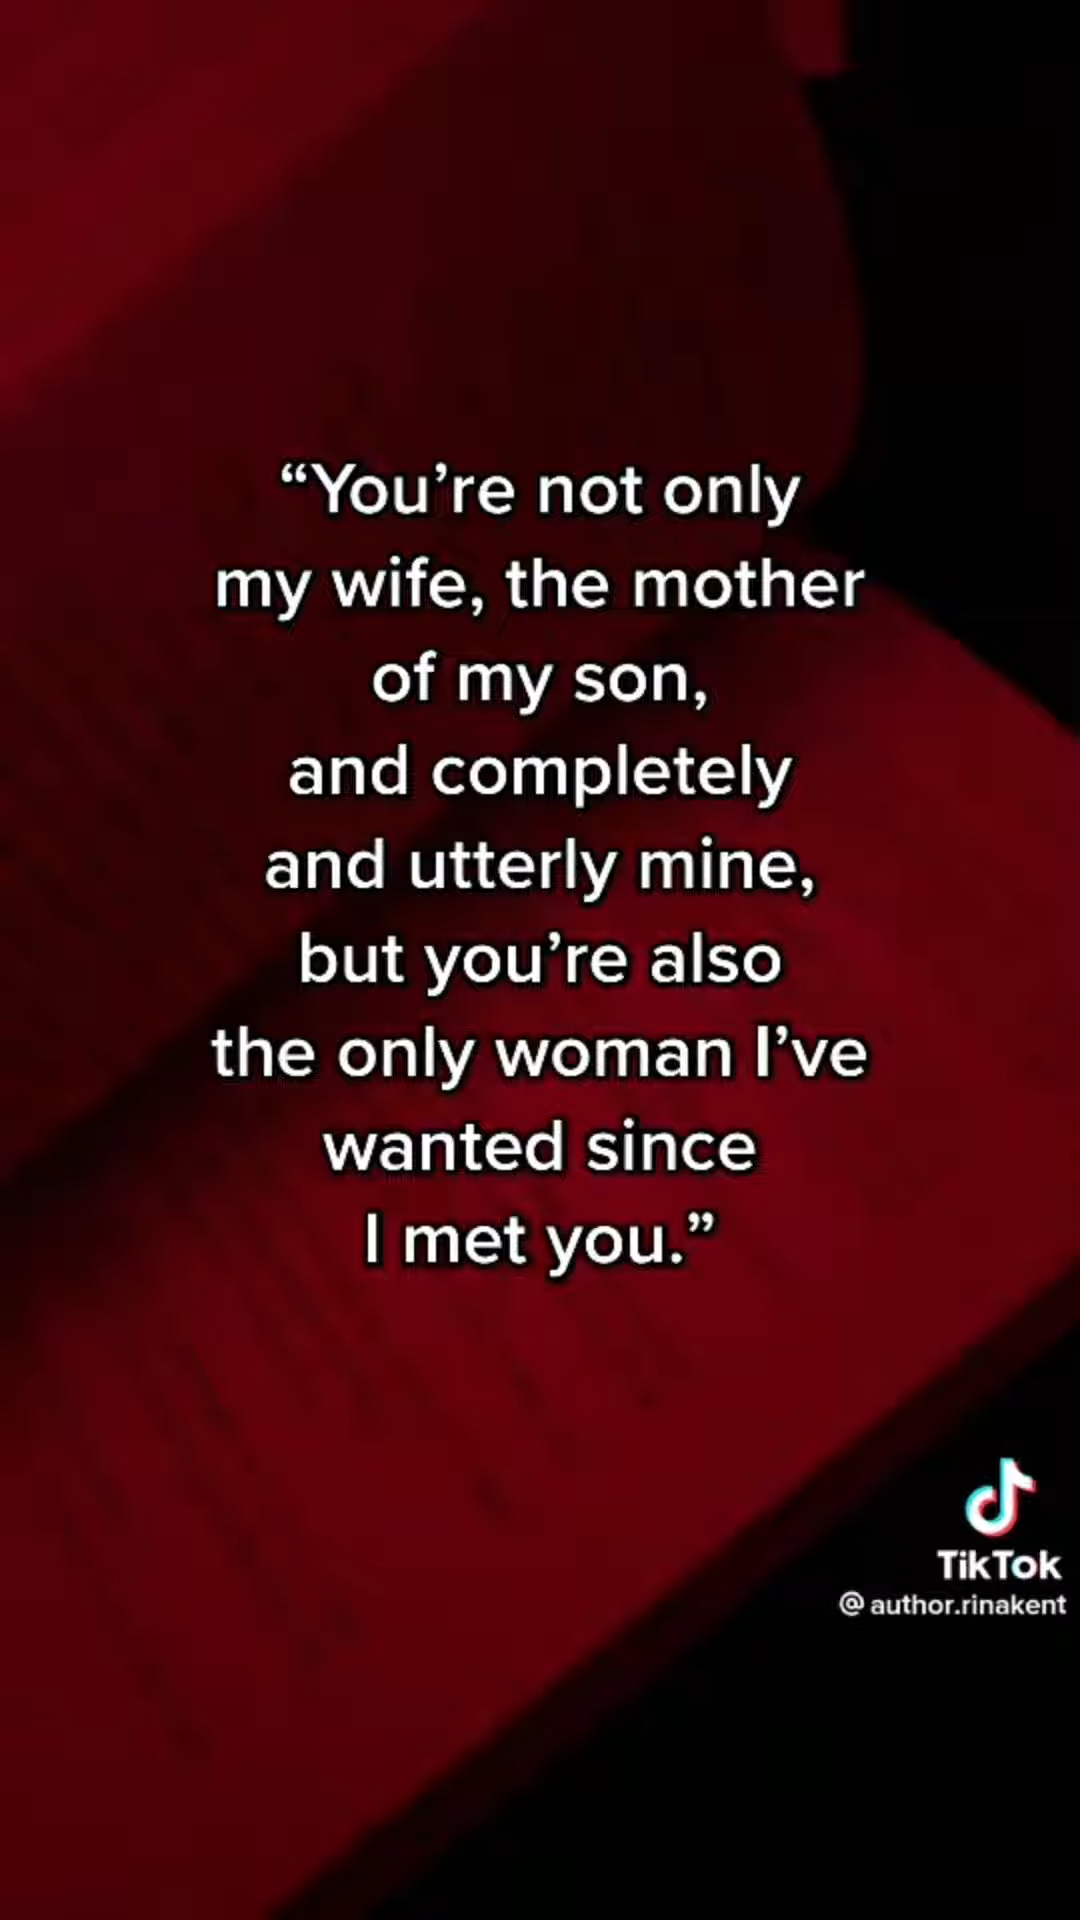 “You’re not only
my wife, the mother
of my son,
and completely
and utterly mine,
but you’re also
the only woman I’ve
wanted since
I met you.”
TikTok
@author.rinakent